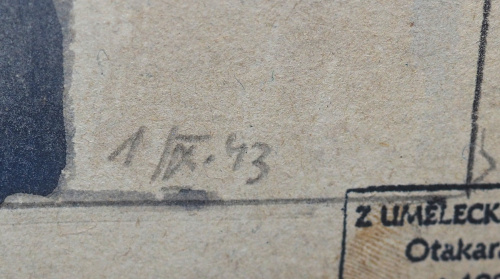 1/IX. 43
Z UMĚLECK
Otakar